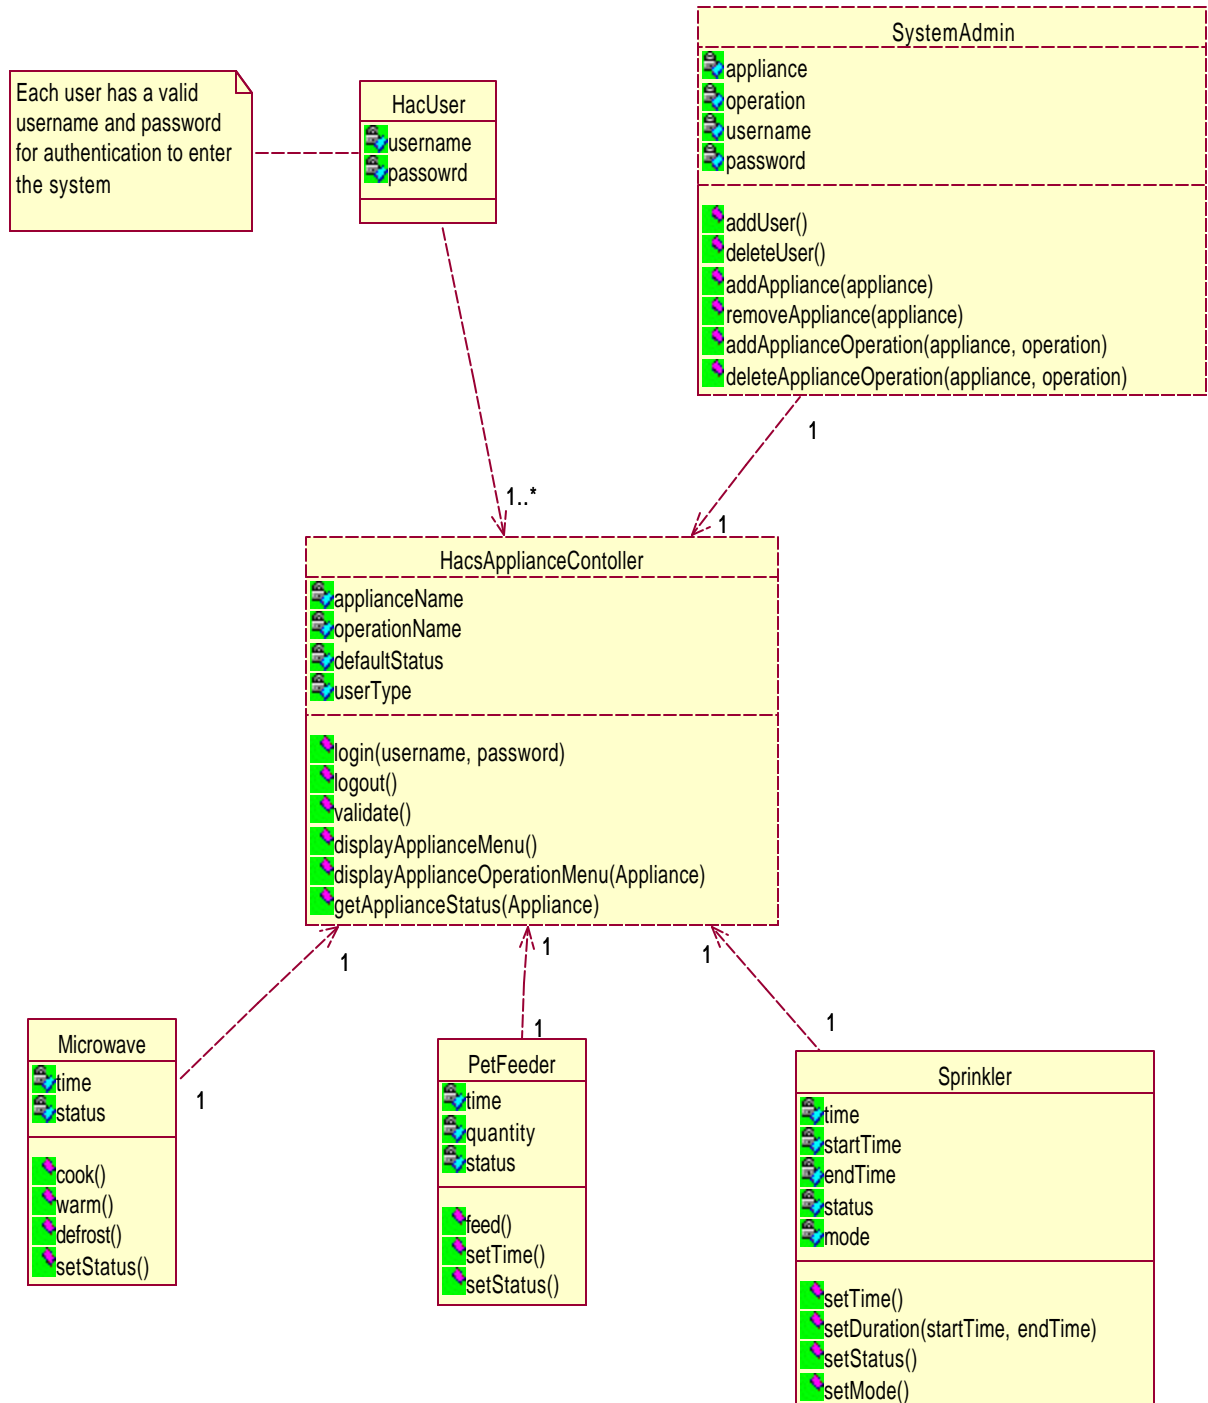 SystemAdmin
appliance
operation
username
password
addUser()
deleteUser()
addAppliance(appliance)
removeAppliance(appliance)
addApplianceOperation(appliance, operation)
deleteApplianceOperation(appliance, operation)
Each user has a valid
username and password
for authentication to enter
the system
HacUser
username
passowrd
1
1..*
1
HacsApplianceContoller
applianceName
operationName
defaultStatus
userType
login(username, password)
logout()
validate()
displayApplianceMenu()
displayApplianceOperationMenu(Appliance)
getApplianceStatus(Appliance)
1
1
1
1
1
1
Microwave
time
status
cook()
warm()
defrost()
setStatus()
PetFeeder
time
quantity
status
feed()
setTime()
setStatus()
Sprinkler
time
startTime
endTime
status
mode
setTime()
setDuration(startTime, endTime)
setStatus()
setMode()